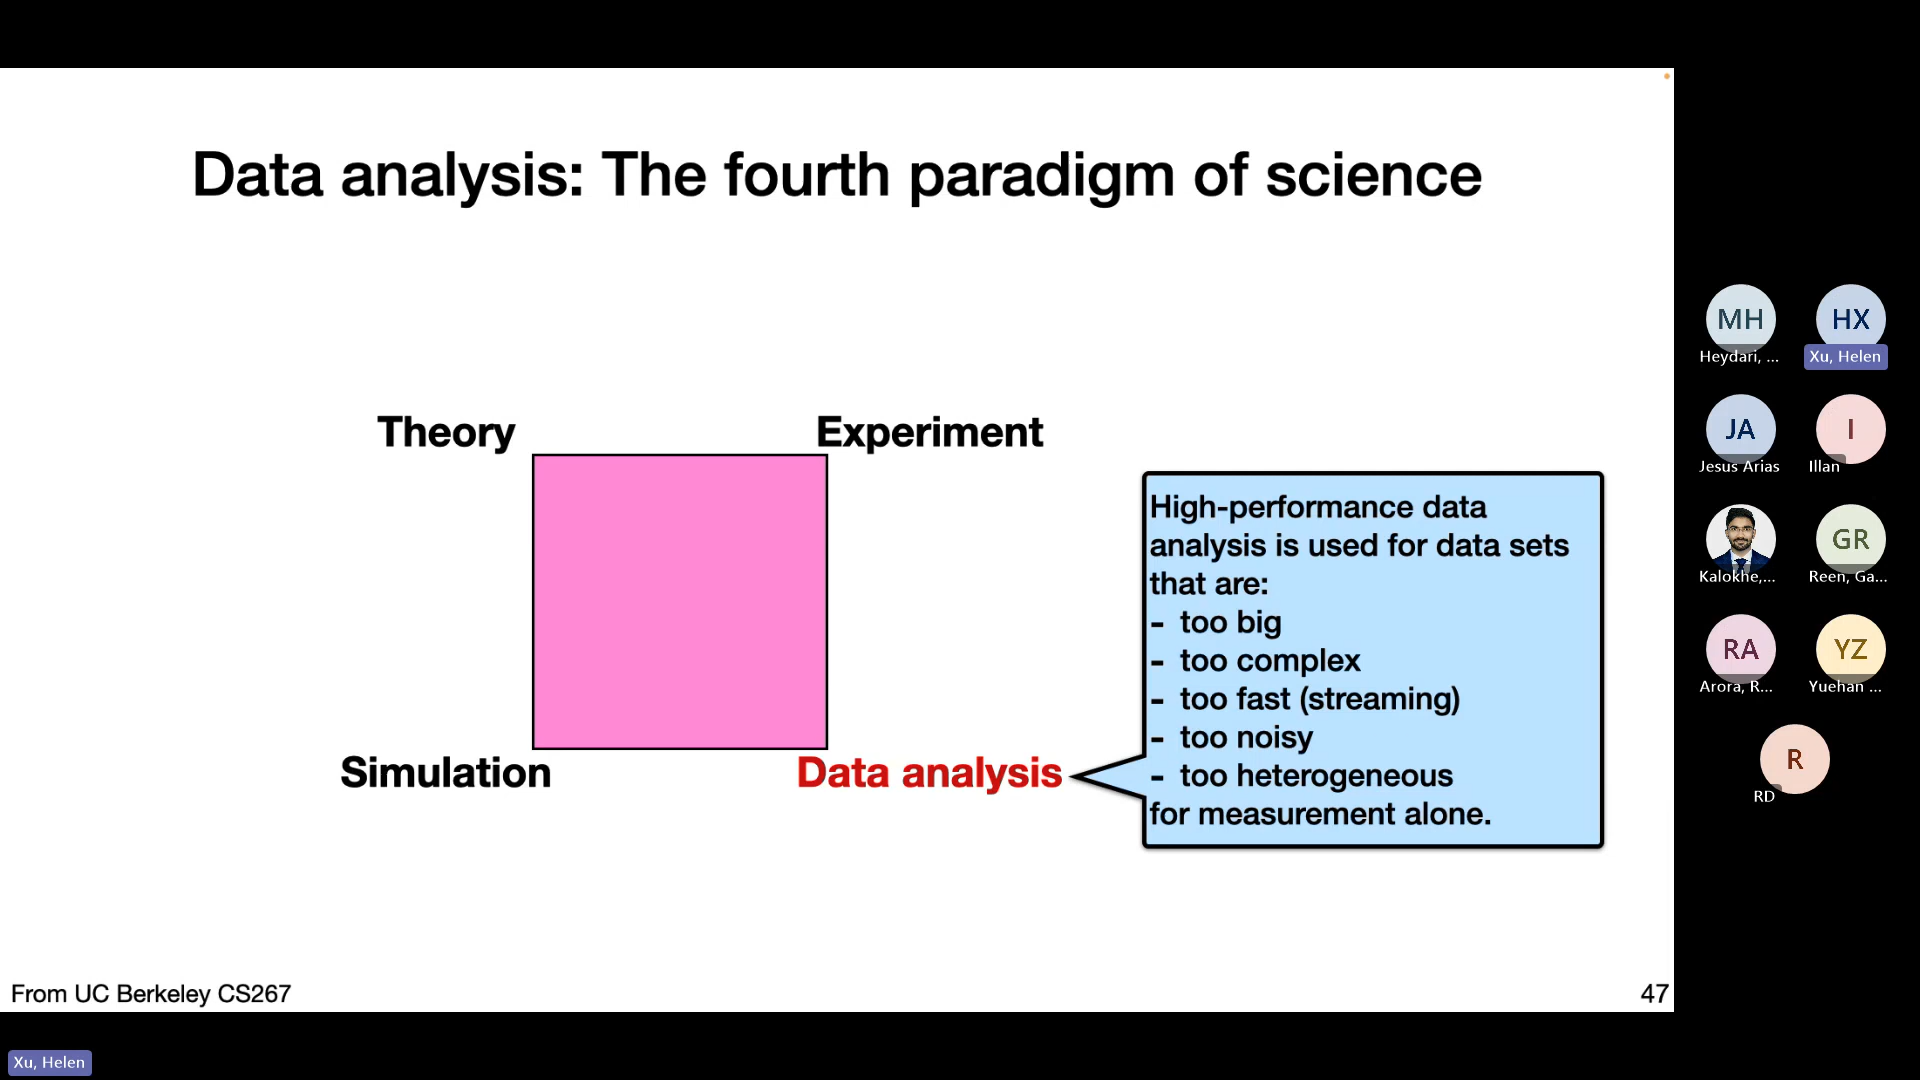 Data analysis: The fourth paradigm of science
Theory
Experiment
Simulation
Data analysis
High-performance data
analysis is used for data sets
that are:
- too big
- too complex
- too fast (streaming)
- too noisy
- too heterogeneous
for measurement alone.
From UC Berkeley CS267
47
MH
Heydari, ...
HX
Xu, Helen
JA
Jesus Arias
I
Illan
Kalokhe,...
GR
Reen, Ga...
RA
Arora, R...
YZ
Yuehan ...
R
RD
Xu, Helen